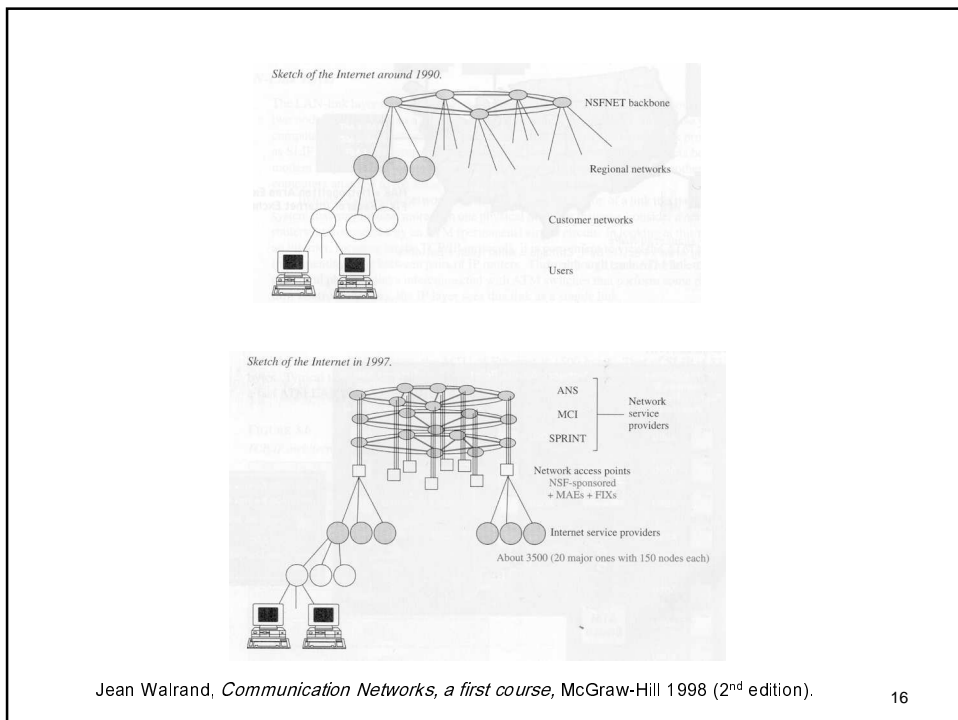 Sketch of the Internet around 1990.
NSFNET backbone
Regional networks
Customer networks
Users
Sketch of the Internet in 1997.
ANS
MCI
SPRINT
Network
service
providers
Network access points
NSF-sponsored
+ MAEs + FIXs
Internet service providers
About 3500 (20 major ones with 150 nodes each)
Jean Walrand, Communication Networks, a first course, McGraw-Hill 1998 (2nd edition).
16